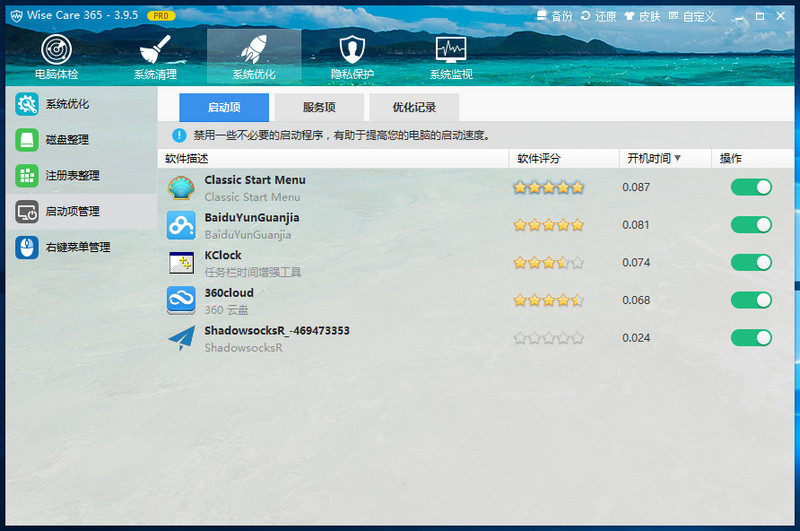 Wise Care 365 - 3.9.5 PRO 备份 还原 皮肤 自定义
电脑体检 系统清理 系统优化 隐私保护 系统监视
系统优化
磁盘整理
注册表整理
启动项管理
右键菜单管理
启动项 服务项 优化记录
禁用一些不必要的启动程序，有助于提高您的电脑的启动速度。
软件描述 软件评分 开机时间 操作
Classic Start Menu 0.087
Classic Start Menu
BaiduYunGuanjia 0.081
BaiduYunGuanjia
KClock 0.074
任务栏时间增强工具
360cloud 0.068
360 云盘
ShadowsocksR_-469473353 0.024
ShadowsocksR